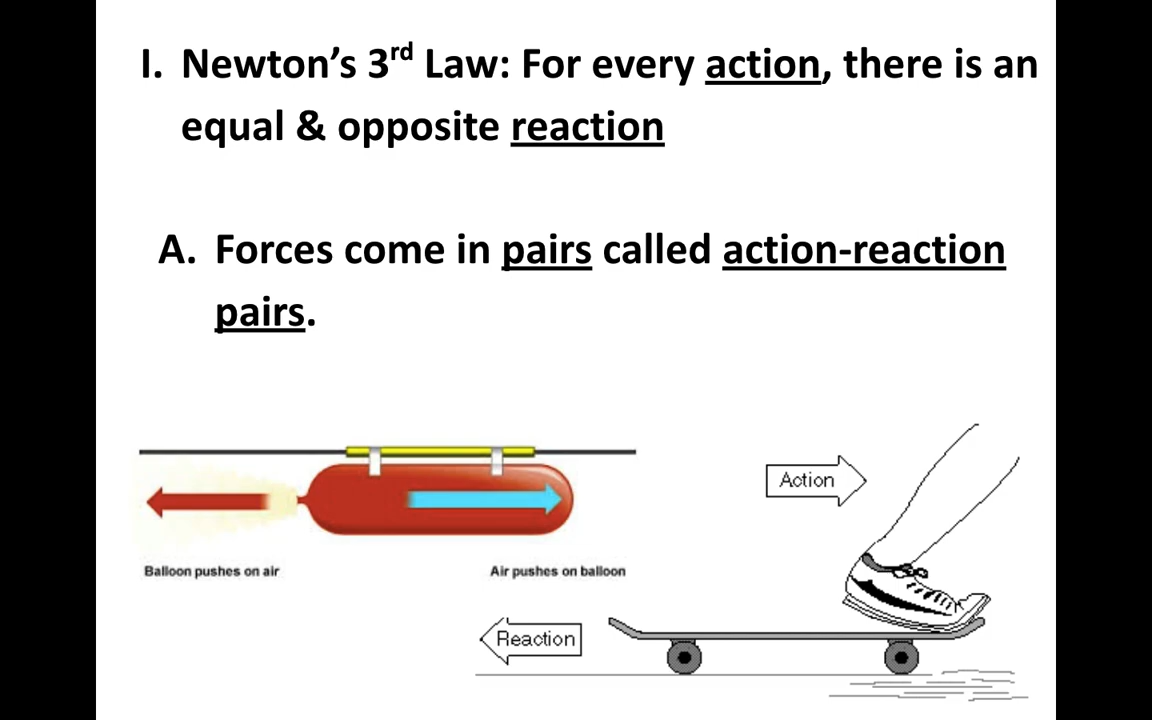 I. Newton's 3rd Law: For every action, there is an
equal & opposite reaction
A. Forces come in pairs called action-reaction
pairs.
Action
Balloon pushes on air
Air pushes on balloon
Reaction